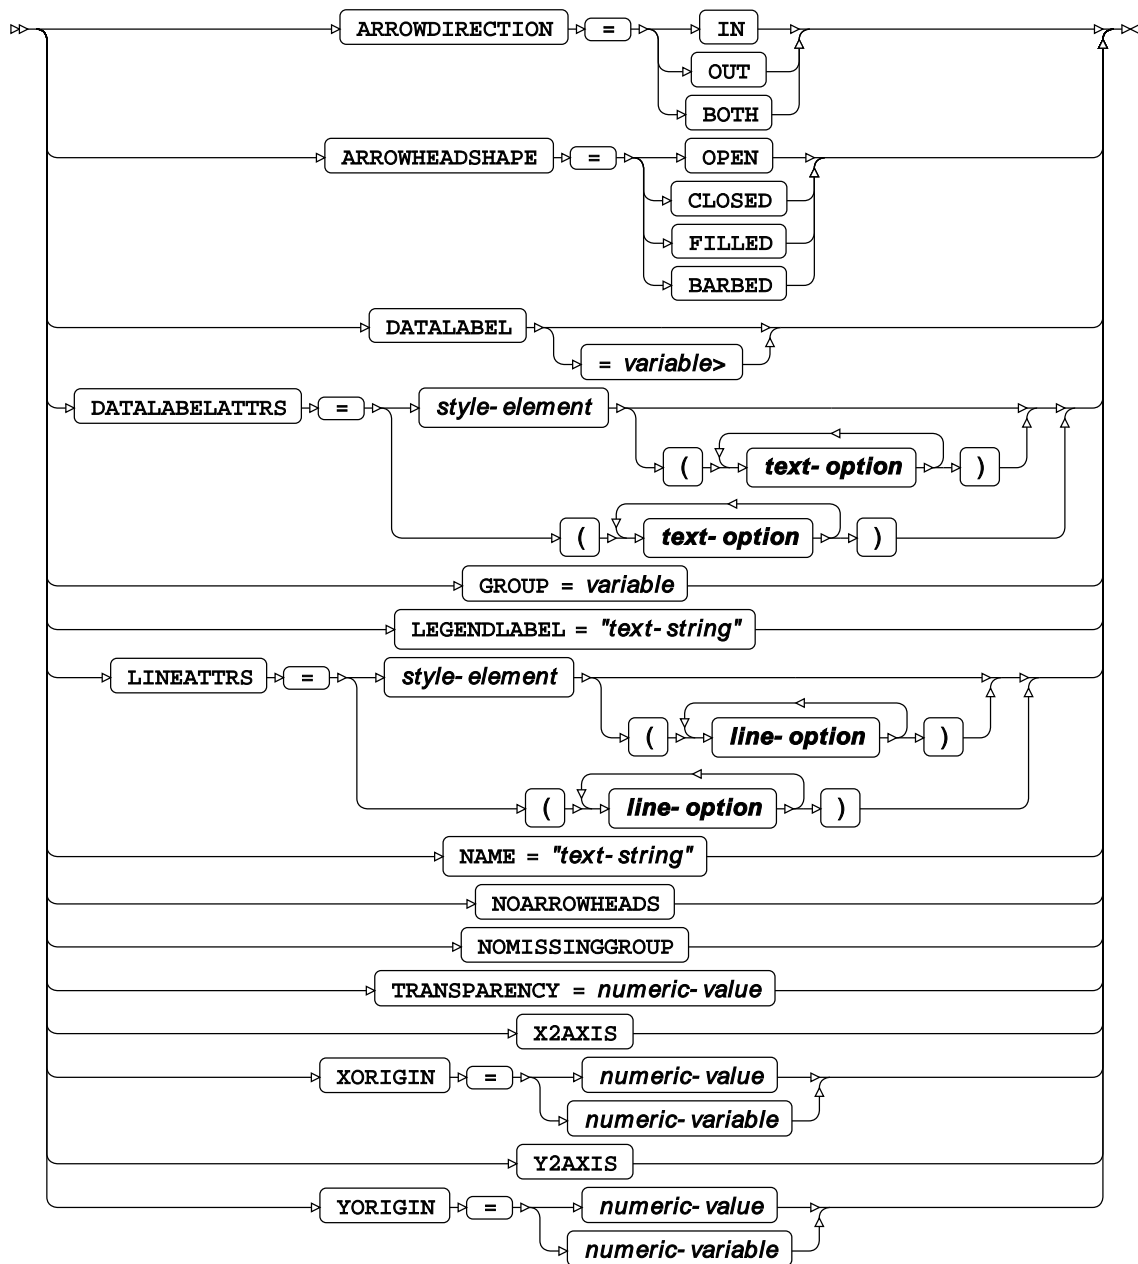 ARROWDIRECTION = IN
OUT
BOTH
ARROWHEADSHAPE = OPEN
CLOSED
FILLED
BARBED
DATALABEL
= variable>
DATALABELATTRS = style-element
( text-option )
( text-option )
GROUP = variable
LEGENDLABEL = "text-string"
LINEATTRS = style-element
( line-option )
( line-option )
NAME = "text-string"
NOARROWHEADS
NOMISSINGGROUP
TRANSPARENCY = numeric-value
X2AXIS
XORIGIN = numeric-value
numeric-variable
Y2AXIS
YORIGIN = numeric-value
numeric-variable